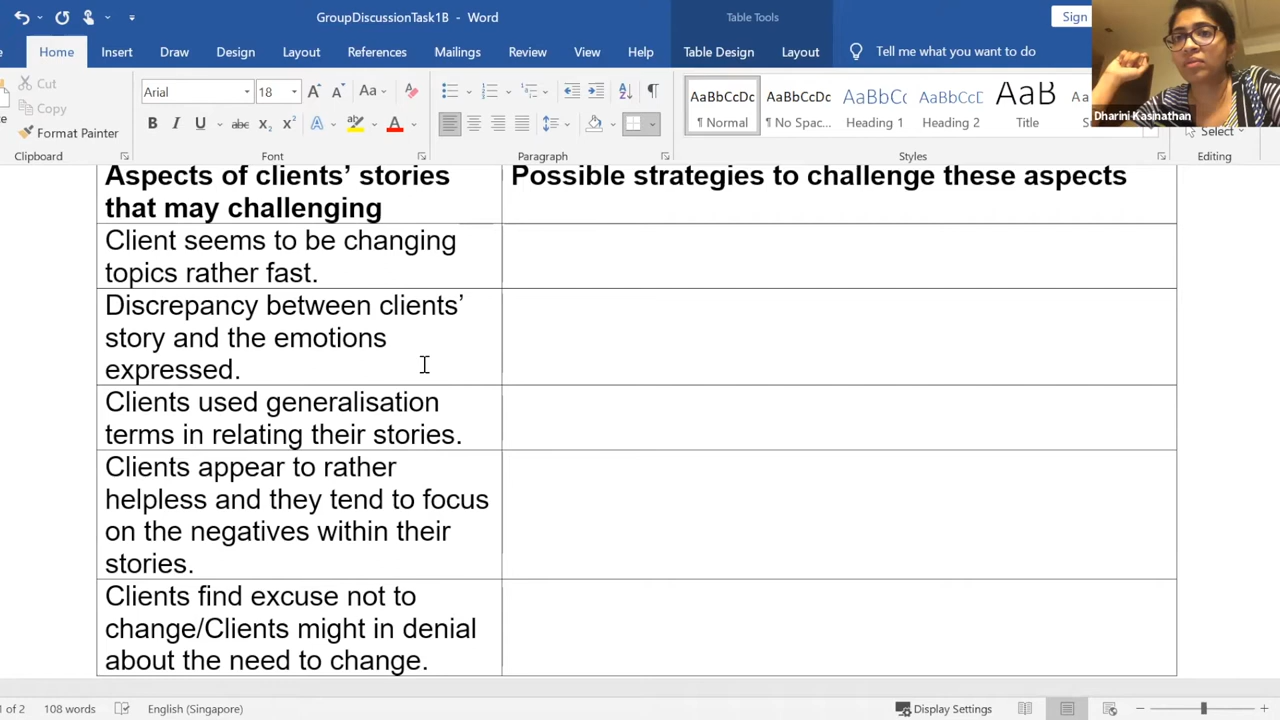 GroupDiscussionTask1B - Word
Table Tools
Sign
Home
Insert
Draw
Design
Layout
References
Mailings
Review
View
Help
Table Design
Layout
Tell me what you want to do
Cut
Copy
Format Painter
Clipboard
Arial
18
Font
Paragraph
AaBbCcDc
¶ Normal
AaBbCcDc
¶ No Spac...
AaBbCc
Heading 1
AaBbCcD
Heading 2
AaB
Title
Styles
Dharini Kasinathan
Select
Editing
Aspects of clients’ stories
that may challenging
Possible strategies to challenge these aspects
Client seems to be changing
topics rather fast.
Discrepancy between clients’
story and the emotions
expressed.
Clients used generalisation
terms in relating their stories.
Clients appear to rather
helpless and they tend to focus
on the negatives within their
stories.
Clients find excuse not to
change/Clients might in denial
about the need to change.
1 of 2
108 words
English (Singapore)
Display Settings